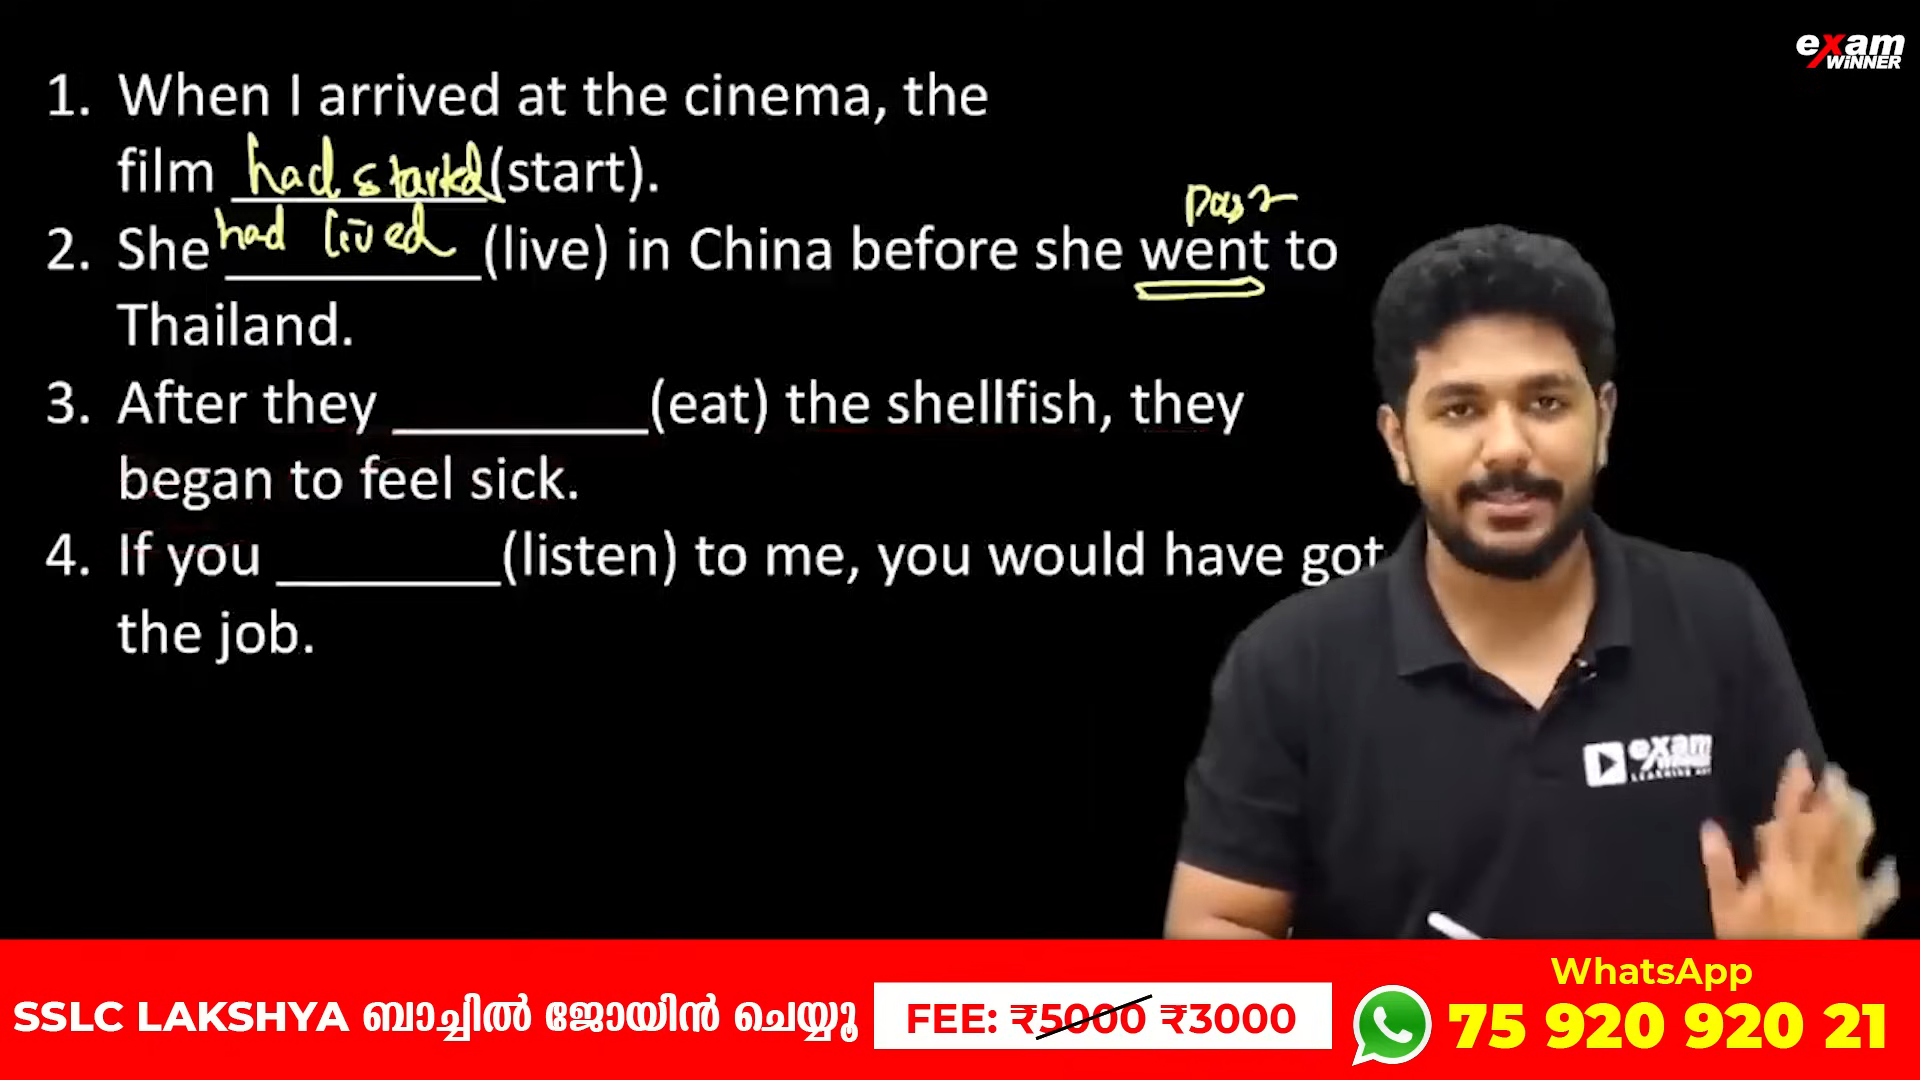 exam
WINNER
1. When I arrived at the cinema, the
film had started (start).
past
2. She had lived (live) in China before she went to
Thailand.
3. After they ________(eat) the shellfish, they
began to feel sick.
4. If you ________(listen) to me, you would have got
the job.
exam
WINNER
WhatsApp
SSLC LAKSHYA ബാച്ചിൽ ജോയിൻ ചെയ്യൂ FEE: ₹5000 ₹3000 75 920 920 21